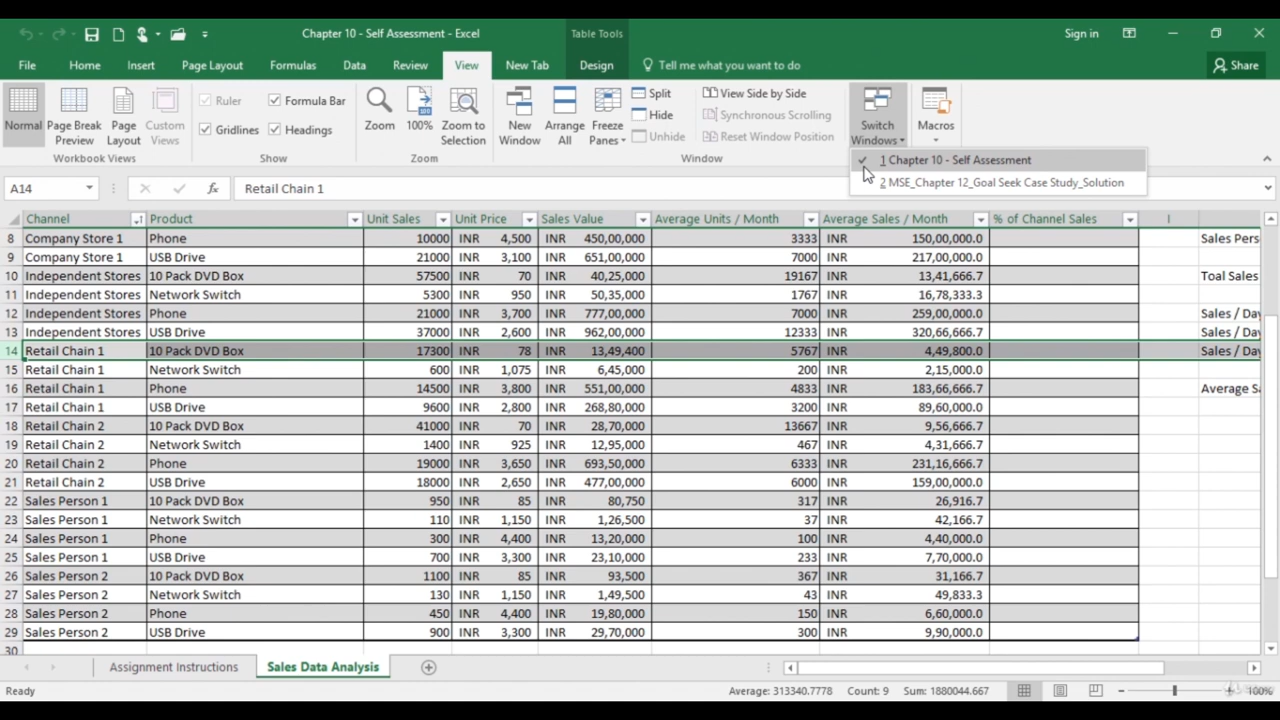 Chapter 10 - Self Assessment - Excel
Table Tools
Sign in
File Home Insert Page Layout Formulas Data Review View New Tab Design Tell me what you want to do Share
Normal
Page Break Preview
Page Layout
Custom Views
Ruler Formula Bar
Gridlines Headings
Zoom
100%
Zoom to Selection
New Window
Arrange All
Freeze Panes
Split
Hide
Unhide
View Side by Side
Synchronous Scrolling
Reset Window Position
Switch Windows
Macros
Workbook Views Show Zoom Window
1 Chapter 10 - Self Assessment
2 MSE_Chapter 12_Goal Seek Case Study_Solution
A14 fx Retail Chain 1
Channel Product Unit Sales Unit Price Sales Value Average Units / Month Average Sales / Month % of Channel Sales I
8 Company Store 1 Phone 10000 INR 4,500 INR 450,00,000 3333 INR 150,00,000.0 Sales Pers
9 Company Store 1 USB Drive 21000 INR 3,100 INR 651,00,000 7000 INR 217,00,000.0
10 Independent Stores 10 Pack DVD Box 57500 INR 70 INR 40,25,000 19167 INR 13,41,666.7 Toal Sales
11 Independent Stores Network Switch 5300 INR 950 INR 50,35,000 1767 INR 16,78,333.3
12 Independent Stores Phone 21000 INR 3,700 INR 777,00,000 7000 INR 259,00,000.0 Sales / Day
13 Independent Stores USB Drive 37000 INR 2,600 INR 962,00,000 12333 INR 320,66,666.7 Sales / Day
14 Retail Chain 1 10 Pack DVD Box 17300 INR 78 INR 13,49,400 5767 INR 4,49,800.0 Sales / Day
15 Retail Chain 1 Network Switch 600 INR 1,075 INR 6,45,000 200 INR 2,15,000.0
16 Retail Chain 1 Phone 14500 INR 3,800 INR 551,00,000 4833 INR 183,66,666.7 Average Sa
17 Retail Chain 1 USB Drive 9600 INR 2,800 INR 268,80,000 3200 INR 89,60,000.0
18 Retail Chain 2 10 Pack DVD Box 41000 INR 70 INR 28,70,000 13667 INR 9,56,666.7
19 Retail Chain 2 Network Switch 1400 INR 925 INR 12,95,000 467 INR 4,31,666.7
20 Retail Chain 2 Phone 19000 INR 3,650 INR 693,50,000 6333 INR 231,16,666.7
21 Retail Chain 2 USB Drive 18000 INR 2,650 INR 477,00,000 6000 INR 159,00,000.0
22 Sales Person 1 10 Pack DVD Box 950 INR 85 INR 80,750 317 INR 26,916.7
23 Sales Person 1 Network Switch 110 INR 1,150 INR 1,26,500 37 INR 42,166.7
24 Sales Person 1 Phone 300 INR 4,400 INR 13,20,000 100 INR 4,40,000.0
25 Sales Person 1 USB Drive 700 INR 3,300 INR 23,10,000 233 INR 7,70,000.0
26 Sales Person 2 10 Pack DVD Box 1100 INR 85 INR 93,500 367 INR 31,166.7
27 Sales Person 2 Network Switch 130 INR 1,150 INR 1,49,500 43 INR 49,833.3
28 Sales Person 2 Phone 450 INR 4,400 INR 19,80,000 150 INR 6,60,000.0
29 Sales Person 2 USB Drive 900 INR 3,300 INR 29,70,000 300 INR 9,90,000.0
30
Assignment Instructions Sales Data Analysis
Ready Average: 313340.7778 Count: 9 Sum: 1880044.667 100%